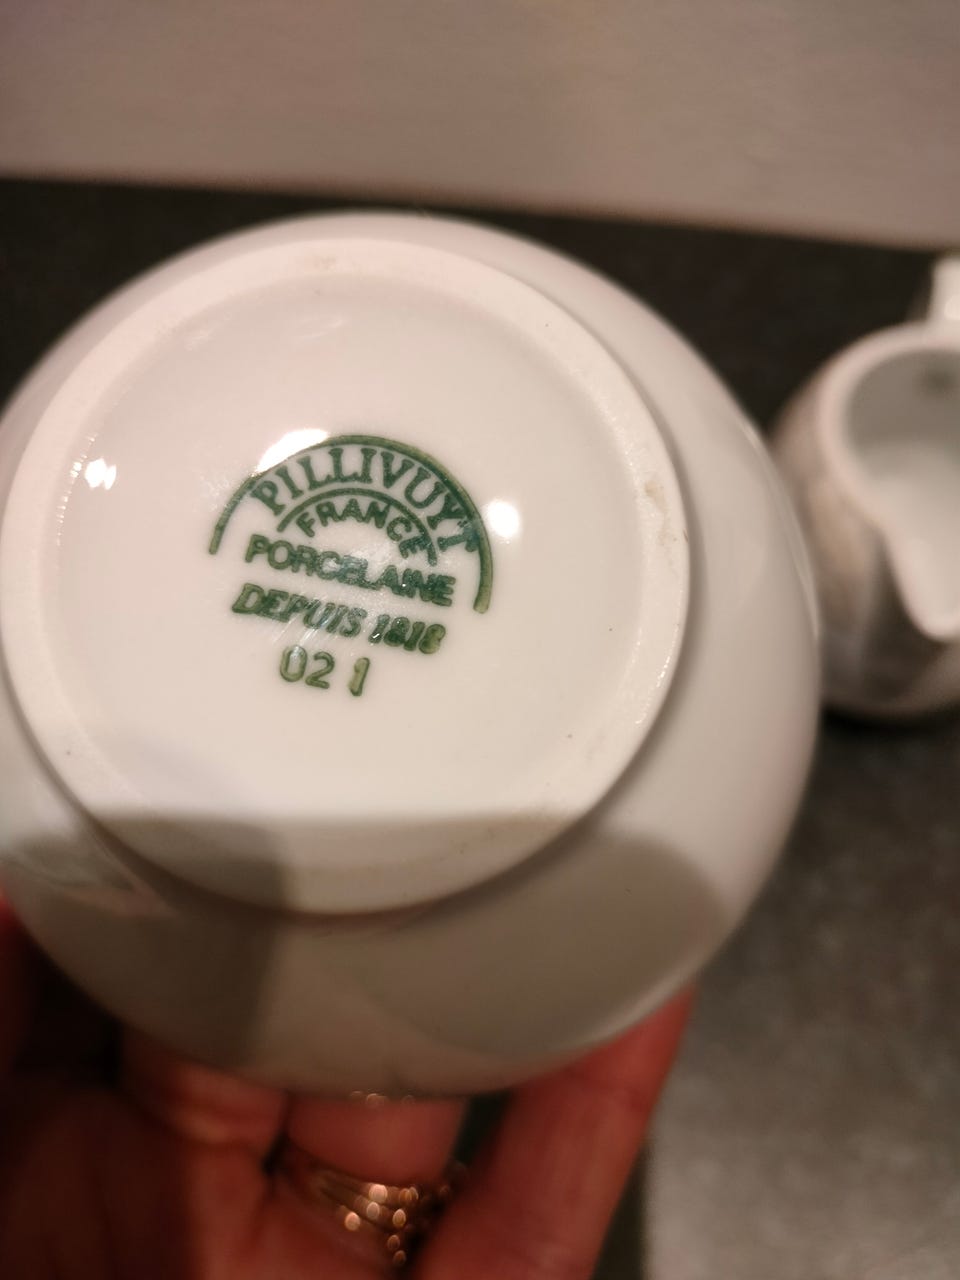 PILLIVUYT
FRANCE
PORCELAINE
DEPUIS 1818
02 1